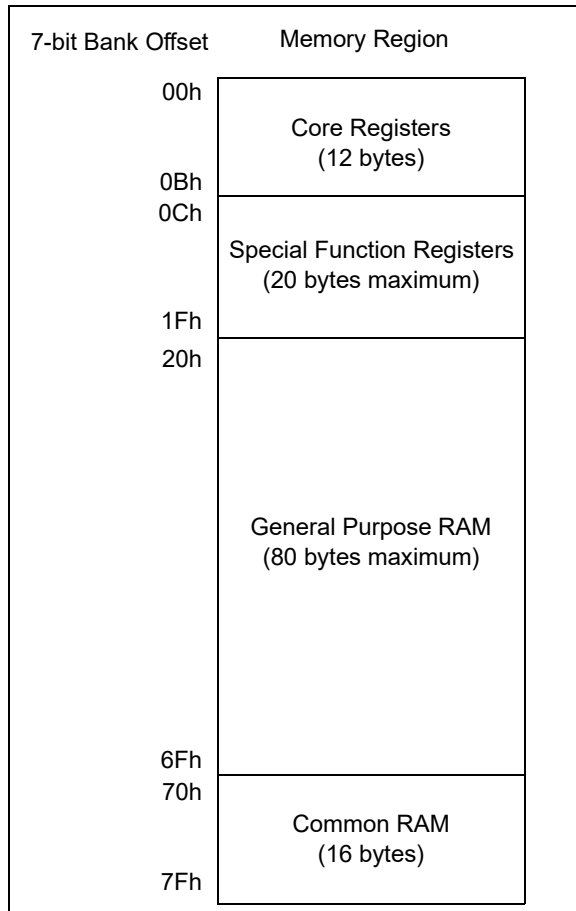 7-bit Bank Offset Memory Region
00h
Core Registers
(12 bytes)
0Bh
0Ch
Special Function Registers
(20 bytes maximum)
1Fh
20h
General Purpose RAM
(80 bytes maximum)
6Fh
70h
Common RAM
(16 bytes)
7Fh